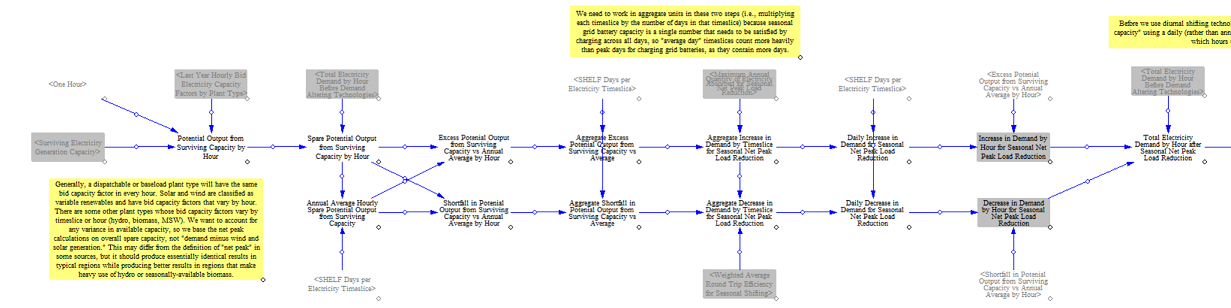 We need to work in aggregate units in these two steps (i.e., multiplying
each timeslice by the number of days in that timeslice) because seasonal
grid battery capacity is a single number that needs to be satisfied by
charging across all days, so "average day" timeslices count more heavily
than peak days for charging grid batteries, as they contain more days.
Before we use diurnal shifting techn
capacity" using a daily (rather than ann
which hours
<One Hour>
<Last Year Hourly Bid
Electricity Capacity
Factors by Plant Type>
<Total Electricity
Demand by Hour
Before Demand
Altering Technologies>
<SHELF Days per
Electricity Timeslice>
<Maximum Annual
Net Peak Load
Reduction>
<SHELF Days per
Electricity Timeslice>
<Excess Potential
Output from Surviving
Capacity vs Annual
Average by Hour>
<Total Electricity
Demand by Hour
Before Demand
Altering Technologies>
<Surviving Electricity
Generation Capacity>
Potential Output from
Surviving Capacity by
Hour
Spare Potential Output
from Surviving
Capacity by Hour
Excess Potential Output
from Surviving
Capacity vs Annual
Average by Hour
Aggregate Excess
Potential Output from
Surviving Capacity vs
Average
Aggregate Increase in
Demand by Timeslice
for Seasonal Net Peak
Load Reduction
Daily Increase in
Demand for Seasonal
Net Peak Load
Reduction
Increase in Demand by
Hour for Seasonal Net
Peak Load Reduction
Total Electricity
Demand by Hour after
Seasonal Net Peak
Load Reduction
Generally, a dispatchable or baseload plant type will have the same
bid capacity factor in every hour. Solar and wind are classified as
variable renewables and have bid capacity factors that vary by hour.
There are some other plant types whose bid capacity factors vary by
timeslice or hour (hydro, biomass, MSW). We want to account for
any variance in available capacity, so we base the net peak
calculations on overall spare capacity, not "demand minus wind and
solar generation." This may differ from the definition of "net peak" in
some sources, but it should produce essentially identical results in
typical regions while producing better results in regions that make
heavy use of hydro or seasonally-available biomass.
Annual Average Hourly
Spare Potential Output
from Surviving
Capacity
Shortfall in Potential
Output from Surviving
Capacity vs Annual
Average by Hour
Aggregate Shortfall in
Potential Output from
Surviving Capacity vs
Average
Aggregate Decrease in
Demand by Timeslice
for Seasonal Net Peak
Load Reduction
Daily Decrease in
Demand for Seasonal
Net Peak Load
Reduction
Decrease in Demand
by Hour for Seasonal
Net Peak Load
Reduction
<SHELF Days per
Electricity Timeslice>
<Weighted Average
Round Trip Efficiency
for Seasonal Shifting>
<Shortfall in Potential
Output from Surviving
Capacity vs Annual
Average by Hour>